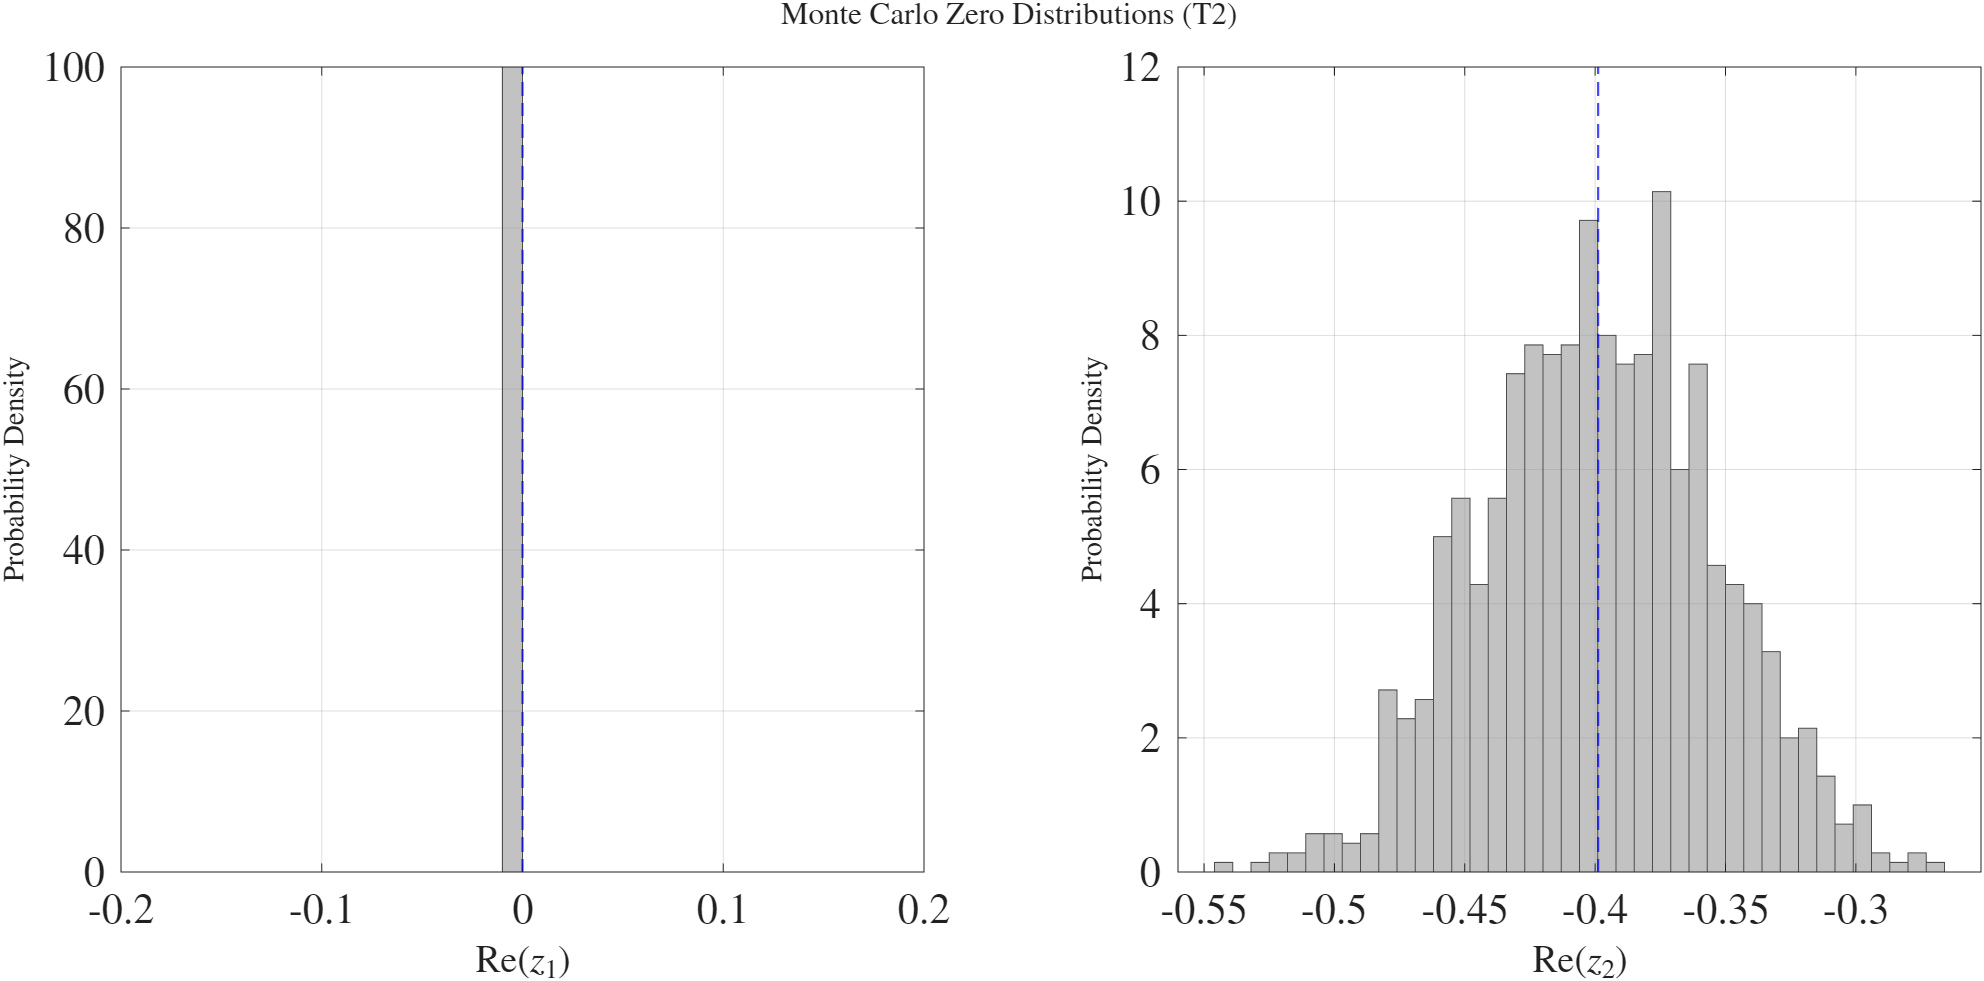 Monte Carlo Zero Distributions (T2)
Probability Density
100
80
60
40
20
0
-0.2 -0.1 0 0.1 0.2
Re(z₁)
Probability Density
12
10
8
6
4
2
0
-0.55 -0.5 -0.45 -0.4 -0.35 -0.3
Re(z₂)